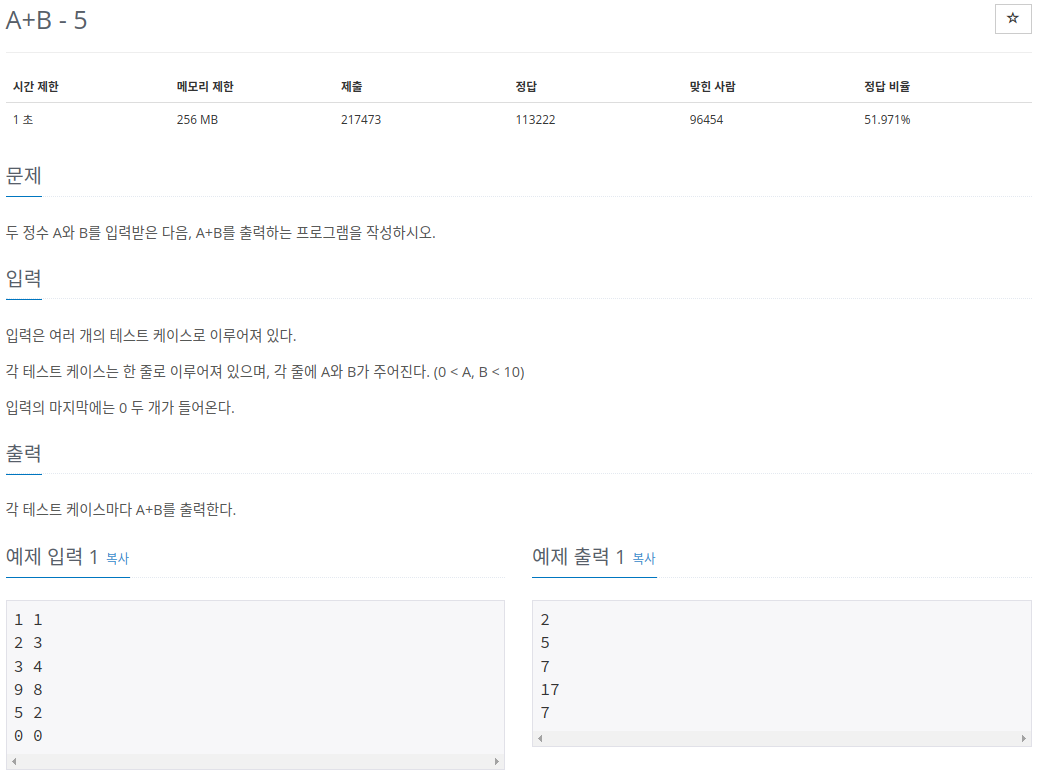 A+B - 5
☆
시간 제한 메모리 제한 제출 정답 맞힌 사람 정답 비율
1 초 256 MB 217473 113222 96454 51.971%
문제
두 정수 A와 B를 입력받은 다음, A+B를 출력하는 프로그램을 작성하시오.
입력
입력은 여러 개의 테스트 케이스로 이루어져 있다.
각 테스트 케이스는 한 줄로 이루어져 있으며, 각 줄에 A와 B가 주어진다. (0 < A, B < 10)
입력의 마지막에는 0 두 개가 들어온다.
출력
각 테스트 케이스마다 A+B를 출력한다.
예제 입력 1 복사
1 1
2 3
3 4
9 8
5 2
0 0
예제 출력 1 복사
2
5
7
17
7